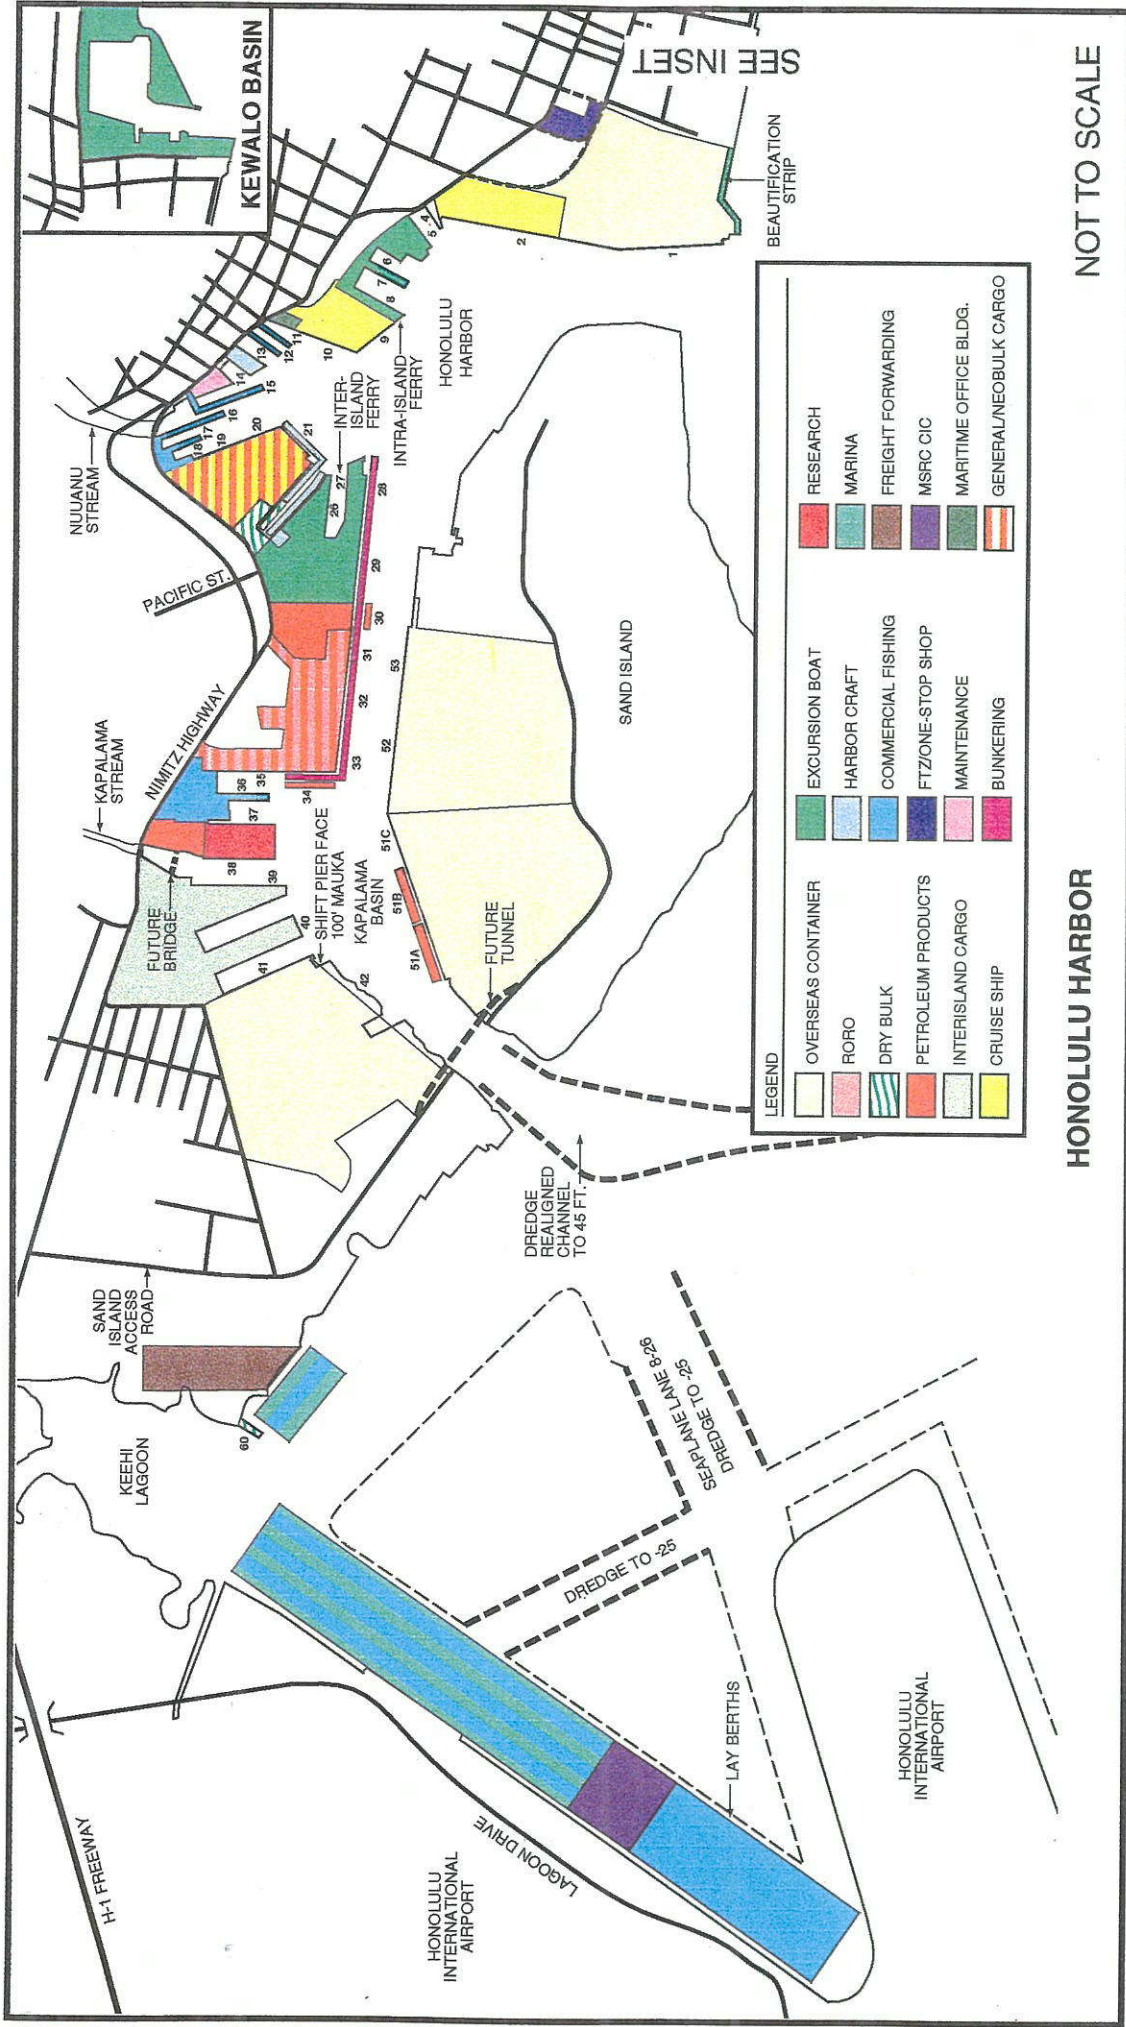 H-1 FREEWAY
HONOLULU
INTERNATIONAL
AIRPORT
LAGOON DRIVE
KEEHI
LAGOON
60
SAND
ISLAND
ACCESS
ROAD
HONOLULU
INTERNATIONAL
AIRPORT
LAY BERTHS
DREDGE TO -25
SEAPLANE LANE 8-26
DREDGE TO -25
DREDGE
REALIGNED
CHANNEL
TO 45 FT.
FUTURE
TUNNEL
FUTURE
BRIDGE
KAPALAMA
STREAM
NIMITZ HIGHWAY
PACIFIC ST.
NUUANU
STREAM
SHIFT PIER FACE
100' MAUKA
KAPALAMA
BASIN
42
41
40
39
38
37
36
35
34
33
32
31
30
29
28
27
26
21
20
19
18
17
16
15
14
13
12
11
10
9
8
7
6
5
4
2
1
51A
51B
51C
52
53
INTER-
ISLAND
FERRY
INTRA-ISLAND
FERRY
HONOLULU
HARBOR
SAND ISLAND
BEAUTIFICATION
STRIP
SEE INSET
KEWALO BASIN
LEGEND
OVERSEAS CONTAINER
RORO
DRY BULK
PETROLEUM PRODUCTS
INTERISLAND CARGO
CRUISE SHIP
EXCURSION BOAT
HARBOR CRAFT
COMMERCIAL FISHING
FTZ/ONE-STOP SHOP
MAINTENANCE
BUNKERING
RESEARCH
MARINA
FREIGHT FORWARDING
MSRC CIC
MARITIME OFFICE BLDG.
GENERAL/NEOBULK CARGO
HONOLULU HARBOR
NOT TO SCALE